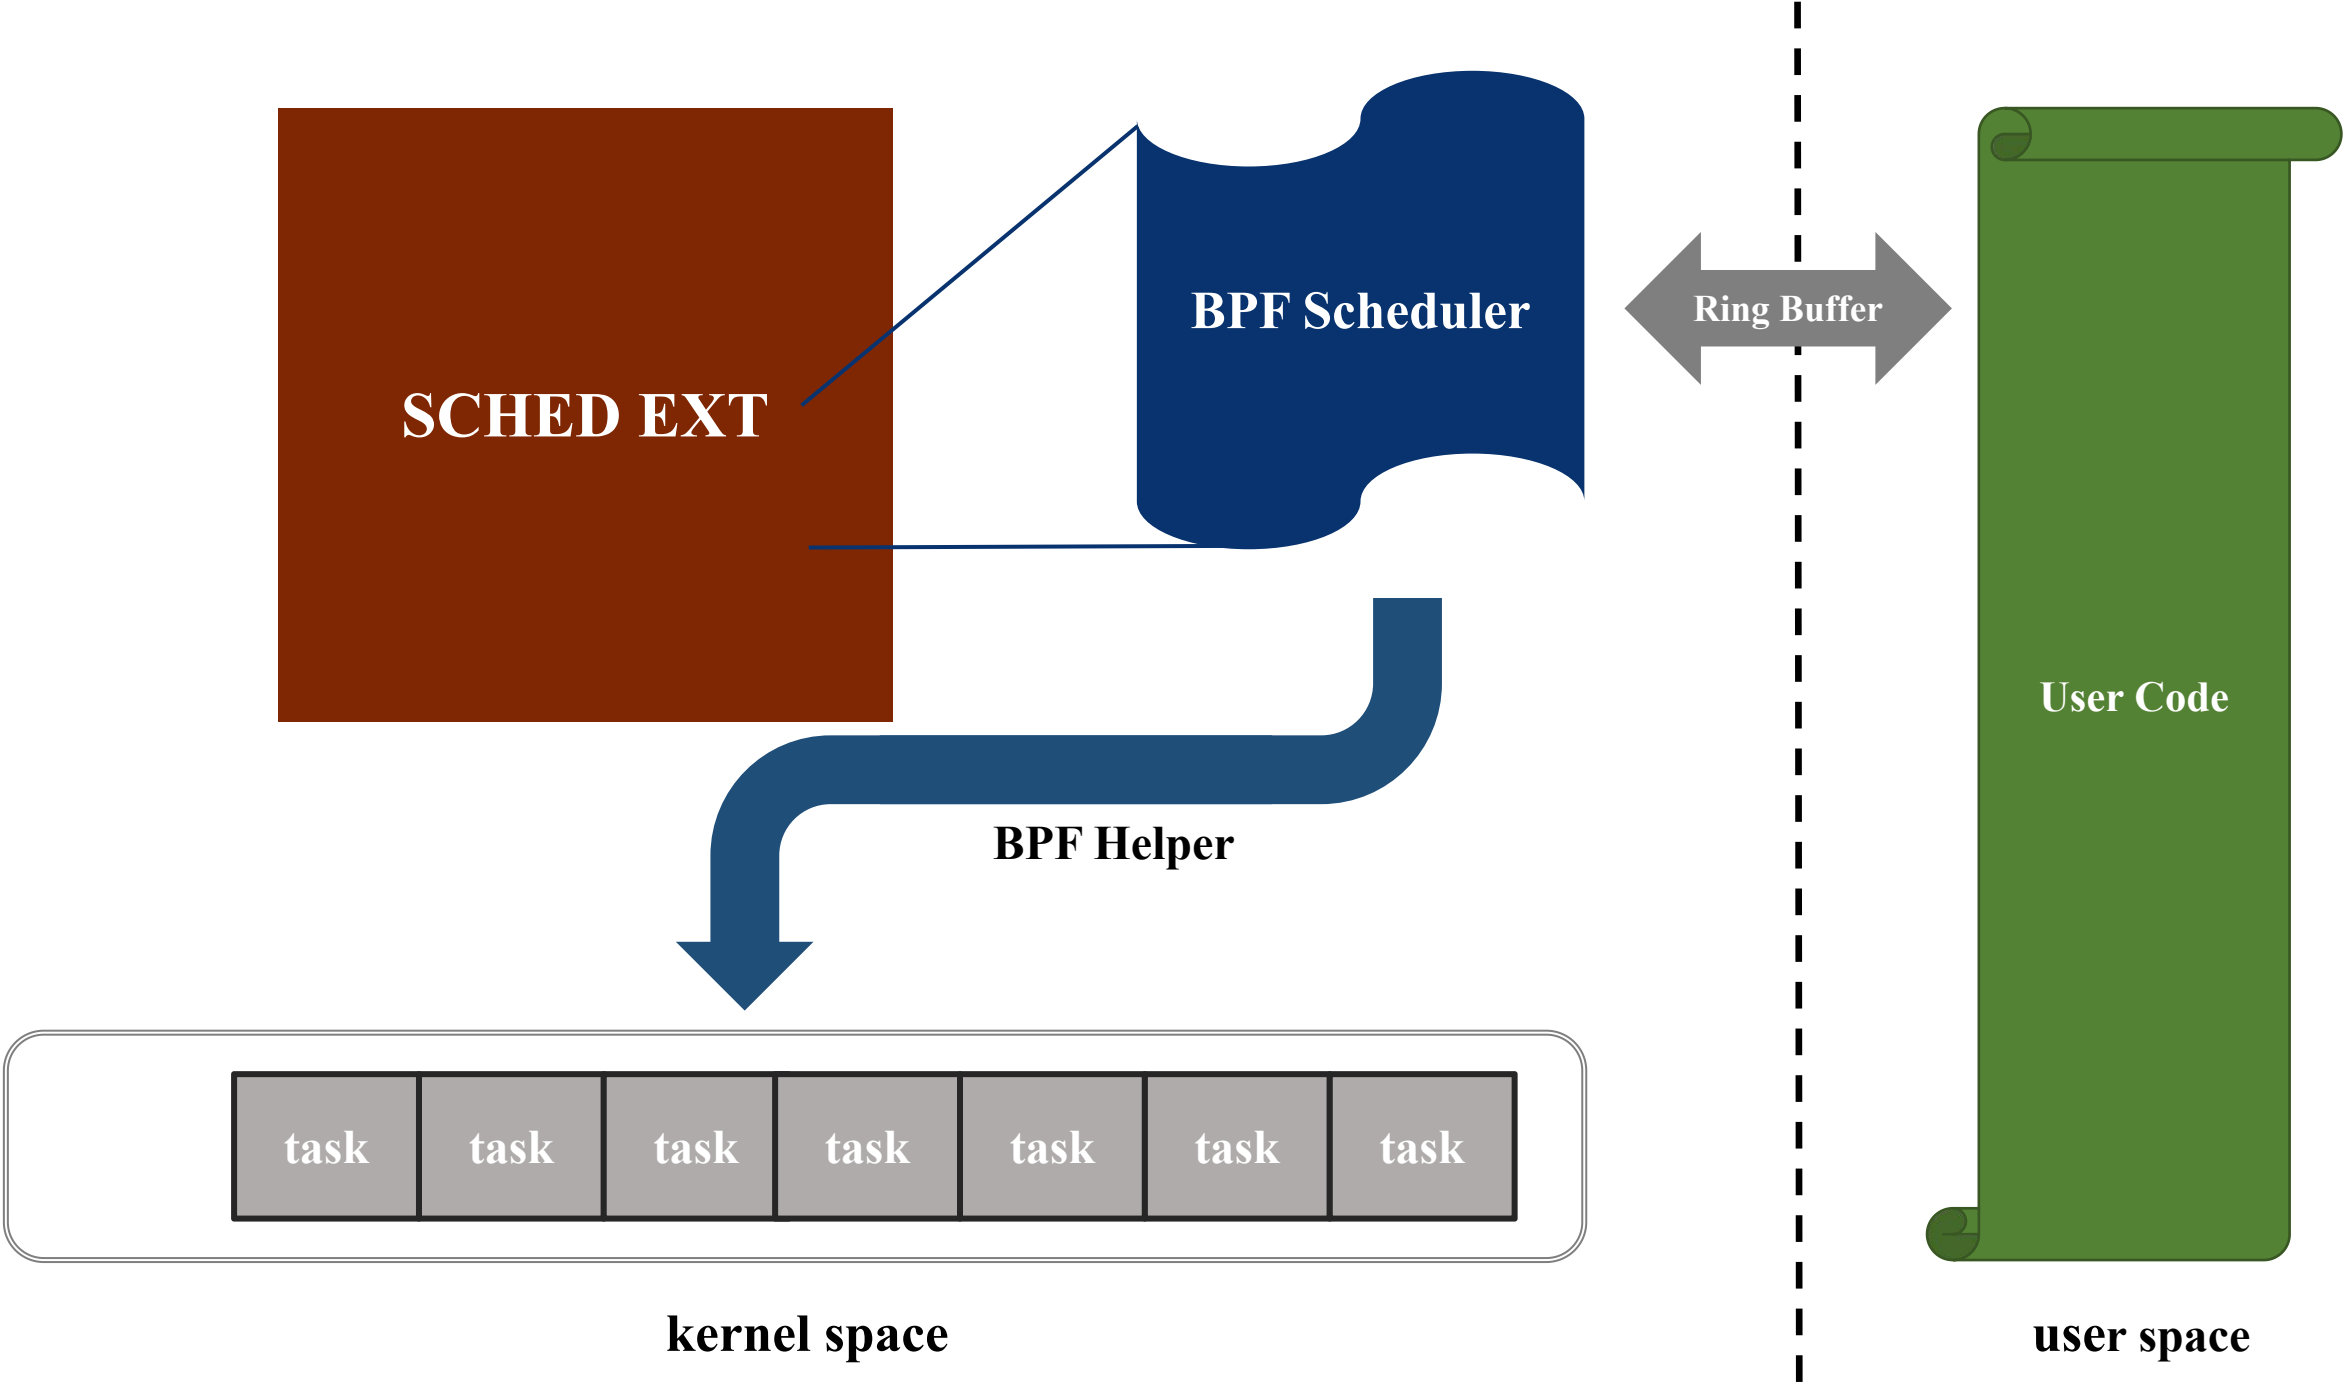 SCHED EXT
BPF Scheduler
Ring Buffer
User Code
BPF Helper
task task task task task task task
kernel space
user space